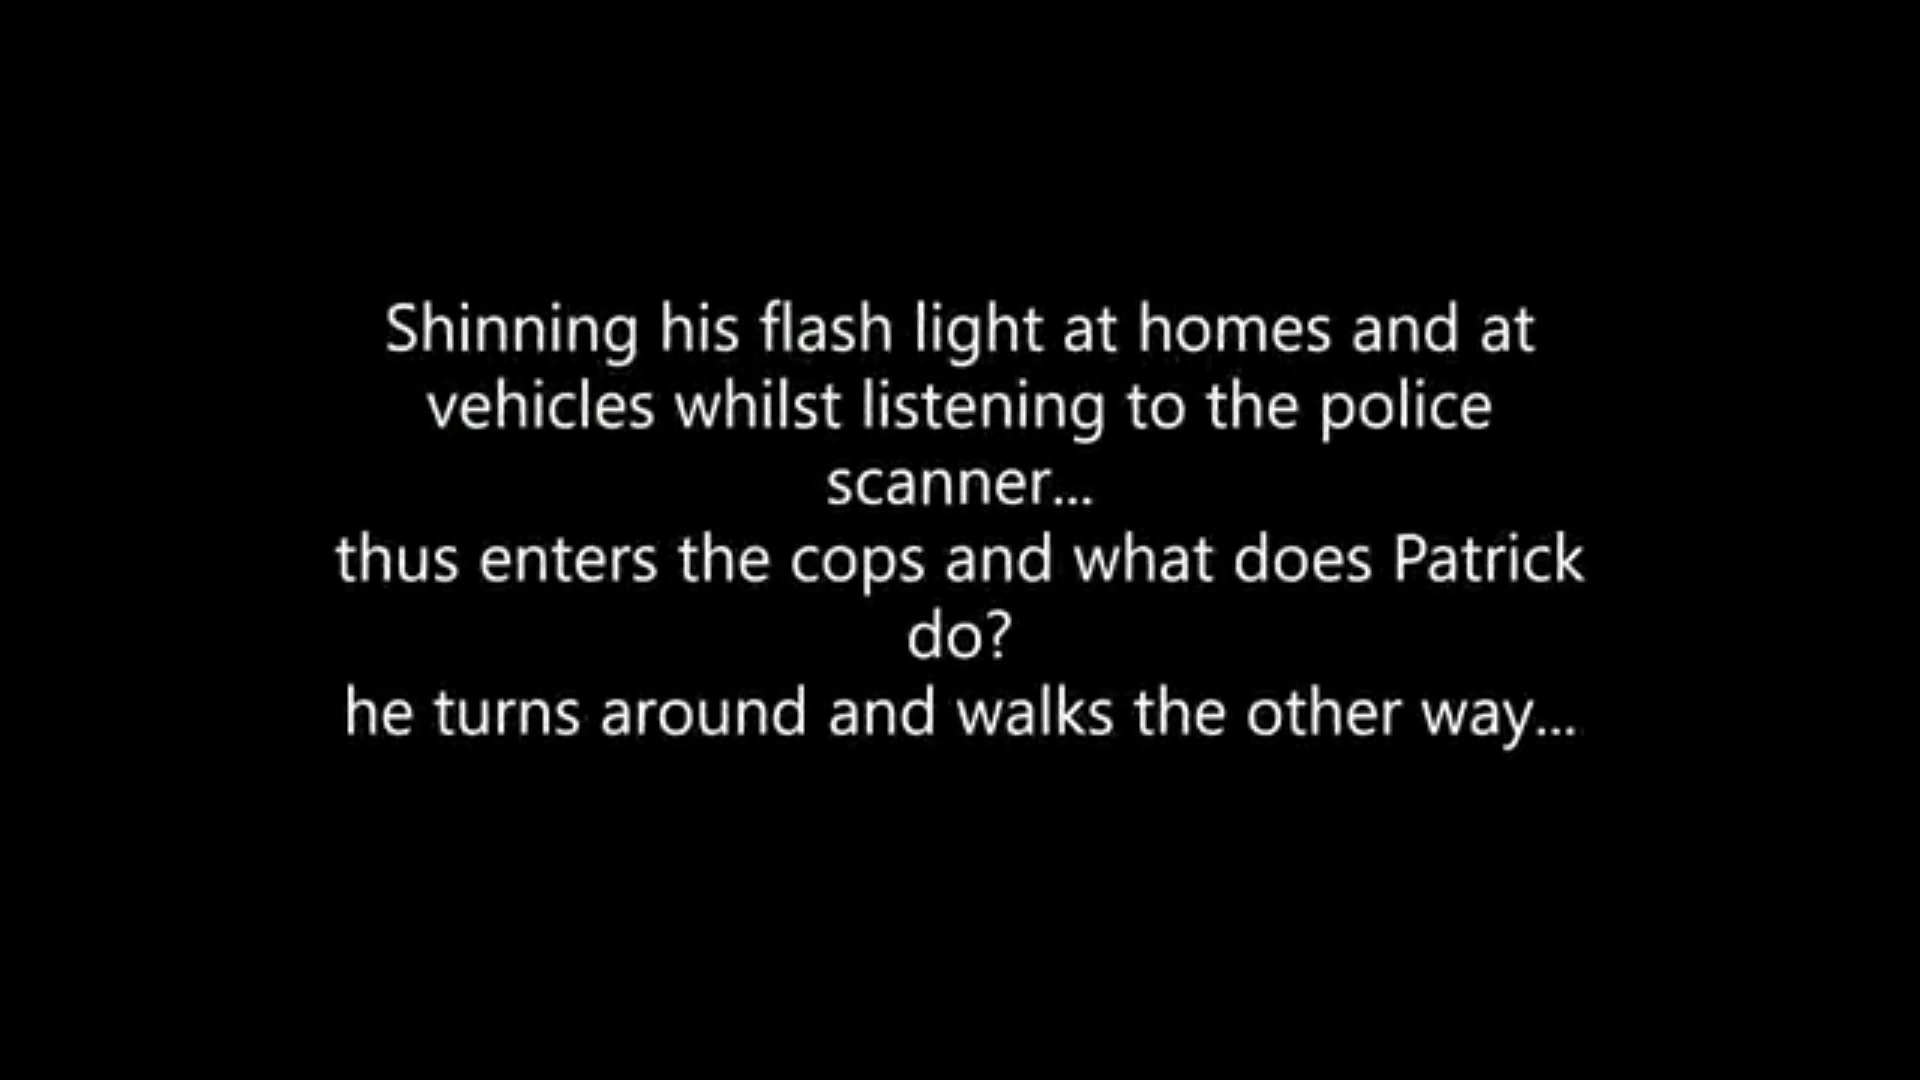 Shinning his flash light at homes and at
vehicles whilst listening to the police
scanner...
thus enters the cops and what does Patrick
do?
he turns around and walks the other way...